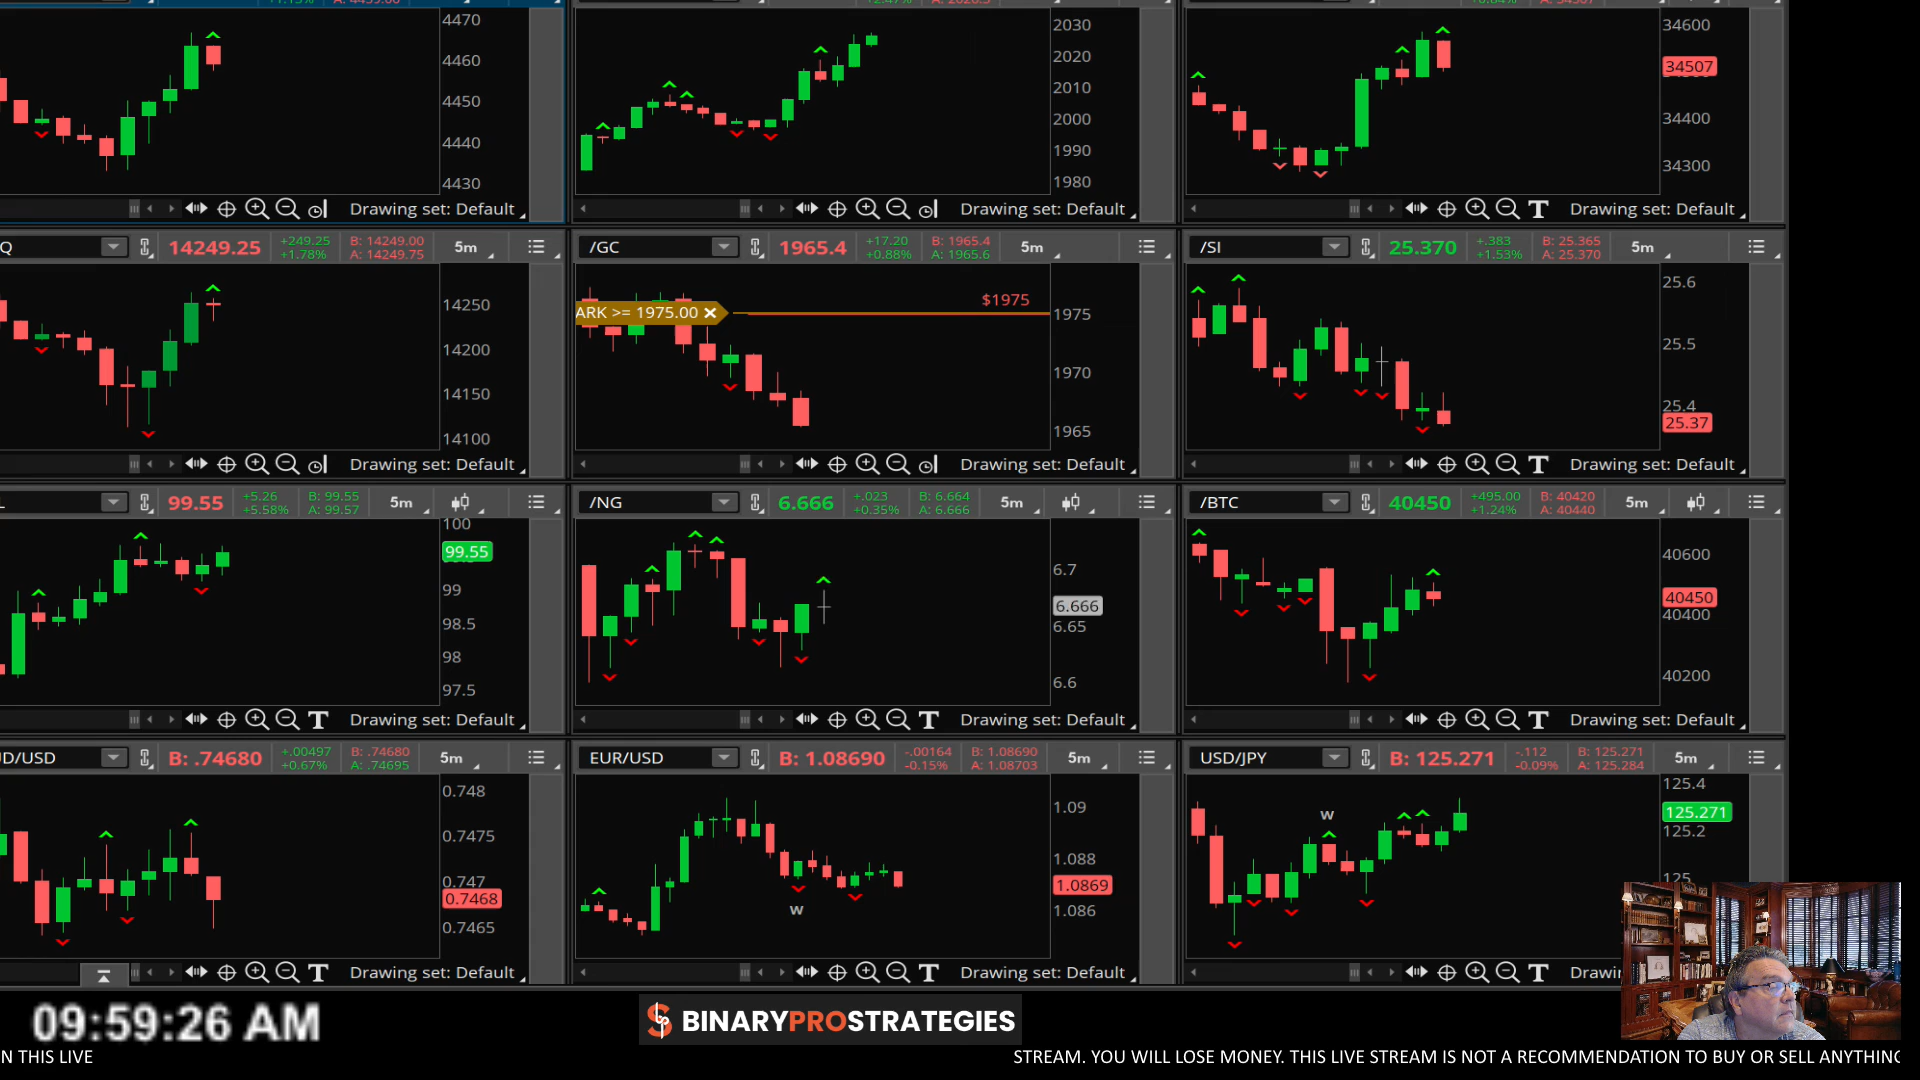 4470
4460
4450
4440
4430
Drawing set: Default
2030
2020
2010
2000
1990
1980
Drawing set: Default
34600
34507
34400
34300
T Drawing set: Default
Q 14249.25 +249.25 +1.78% B: 14249.00 A: 14249.75 5m
14250
14200
14150
14100
Drawing set: Default
/GC 1965.4 +17.20 +0.88% B: 1965.4 A: 1965.6 5m
ARK >= 1975.00
$1975
1975
1970
1965
Drawing set: Default
/SI 25.370 +.383 +1.53% B: 25.365 A: 25.370 5m
25.6
25.5
25.4
25.37
T Drawing set: Default
99.55 +5.26 +5.58% B: 99.55 A: 99.57 5m
100
99.55
99
98.5
98
97.5
T Drawing set: Default
/NG 6.666 +.023 +0.35% B: 6.664 A: 6.666 5m
6.7
6.666
6.65
6.6
T Drawing set: Default
/BTC 40450 +495.00 +1.24% B: 40420 A: 40440 5m
40600
40450
40400
40200
T Drawing set: Default
D/USD B: .74680 +.00497 +0.67% B: .74680 A: .74695 5m
0.748
0.7475
0.747
0.7468
0.7465
T Drawing set: Default
EUR/USD B: 1.08690 -.00164 -0.15% B: 1.08690 A: 1.08703 5m
1.09
1.088
1.0869
1.086
W
T Drawing set: Default
USD/JPY B: 125.271 -.112 -0.09% B: 125.271 A: 125.284 5m
125.4
125.271
125.2
125
W
T Drawi
09:59:26 AM
BINARYPROSTRATEGIES
N THIS LIVE
STREAM. YOU WILL LOSE MONEY. THIS LIVE STREAM IS NOT A RECOMMENDATION TO BUY OR SELL ANYTHING